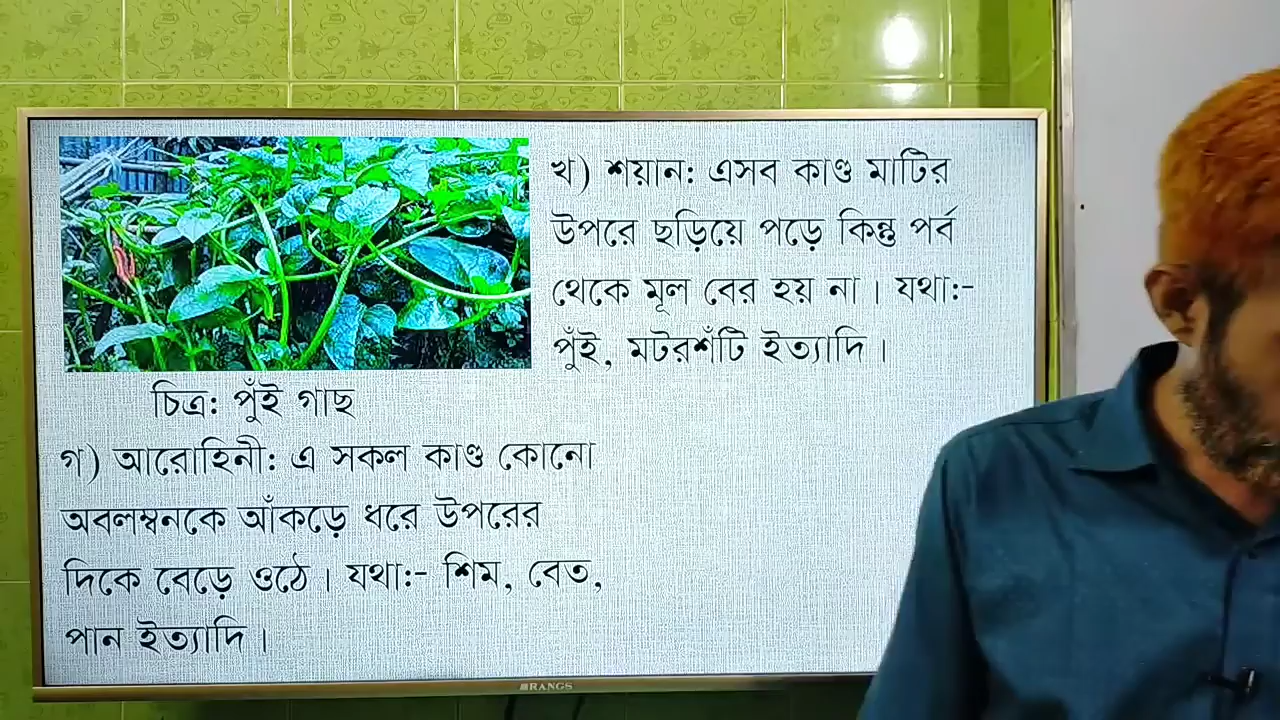 খ) শয়ান: এসব কাণ্ড মাটির
উপরে ছড়িয়ে পড়ে কিন্তু পর্ব
থেকে মূল বের হয় না। যথা:-
পুঁই, মটরশুঁটি ইত্যাদি।
চিত্র: পুঁই গাছ
গ) আরোহিনী: এ সকল কাণ্ড কোনো
অবলম্বনকে আঁকড়ে ধরে উপরের
দিকে বেড়ে ওঠে। যথা:- শিম, বেত,
পান ইত্যাদি।
RANGS